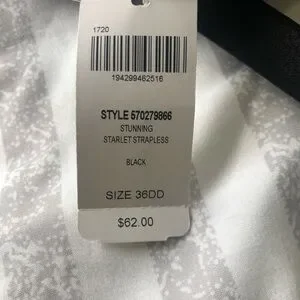 1720
194299462516
STYLE 570279866
STUNNING
STARLET STRAPLESS
BLACK
SIZE 36DD
$62.00